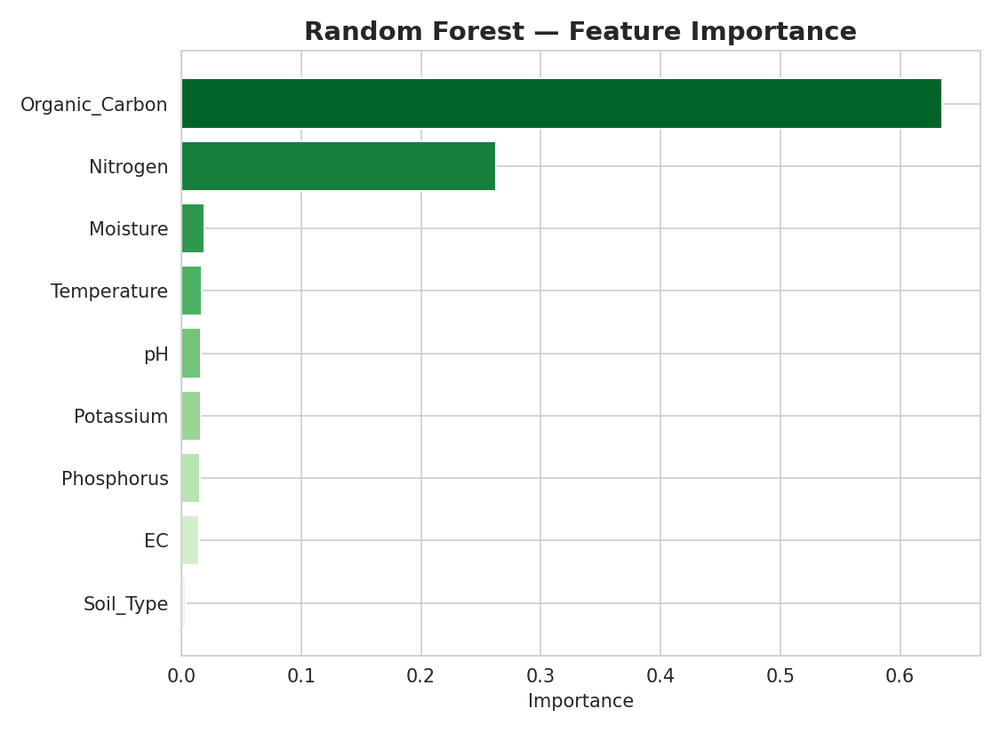 Random Forest — Feature Importance
Organic_Carbon
Nitrogen
Moisture
Temperature
pH
Potassium
Phosphorus
EC
Soil_Type
0.0 0.1 0.2 0.3 0.4 0.5 0.6
Importance